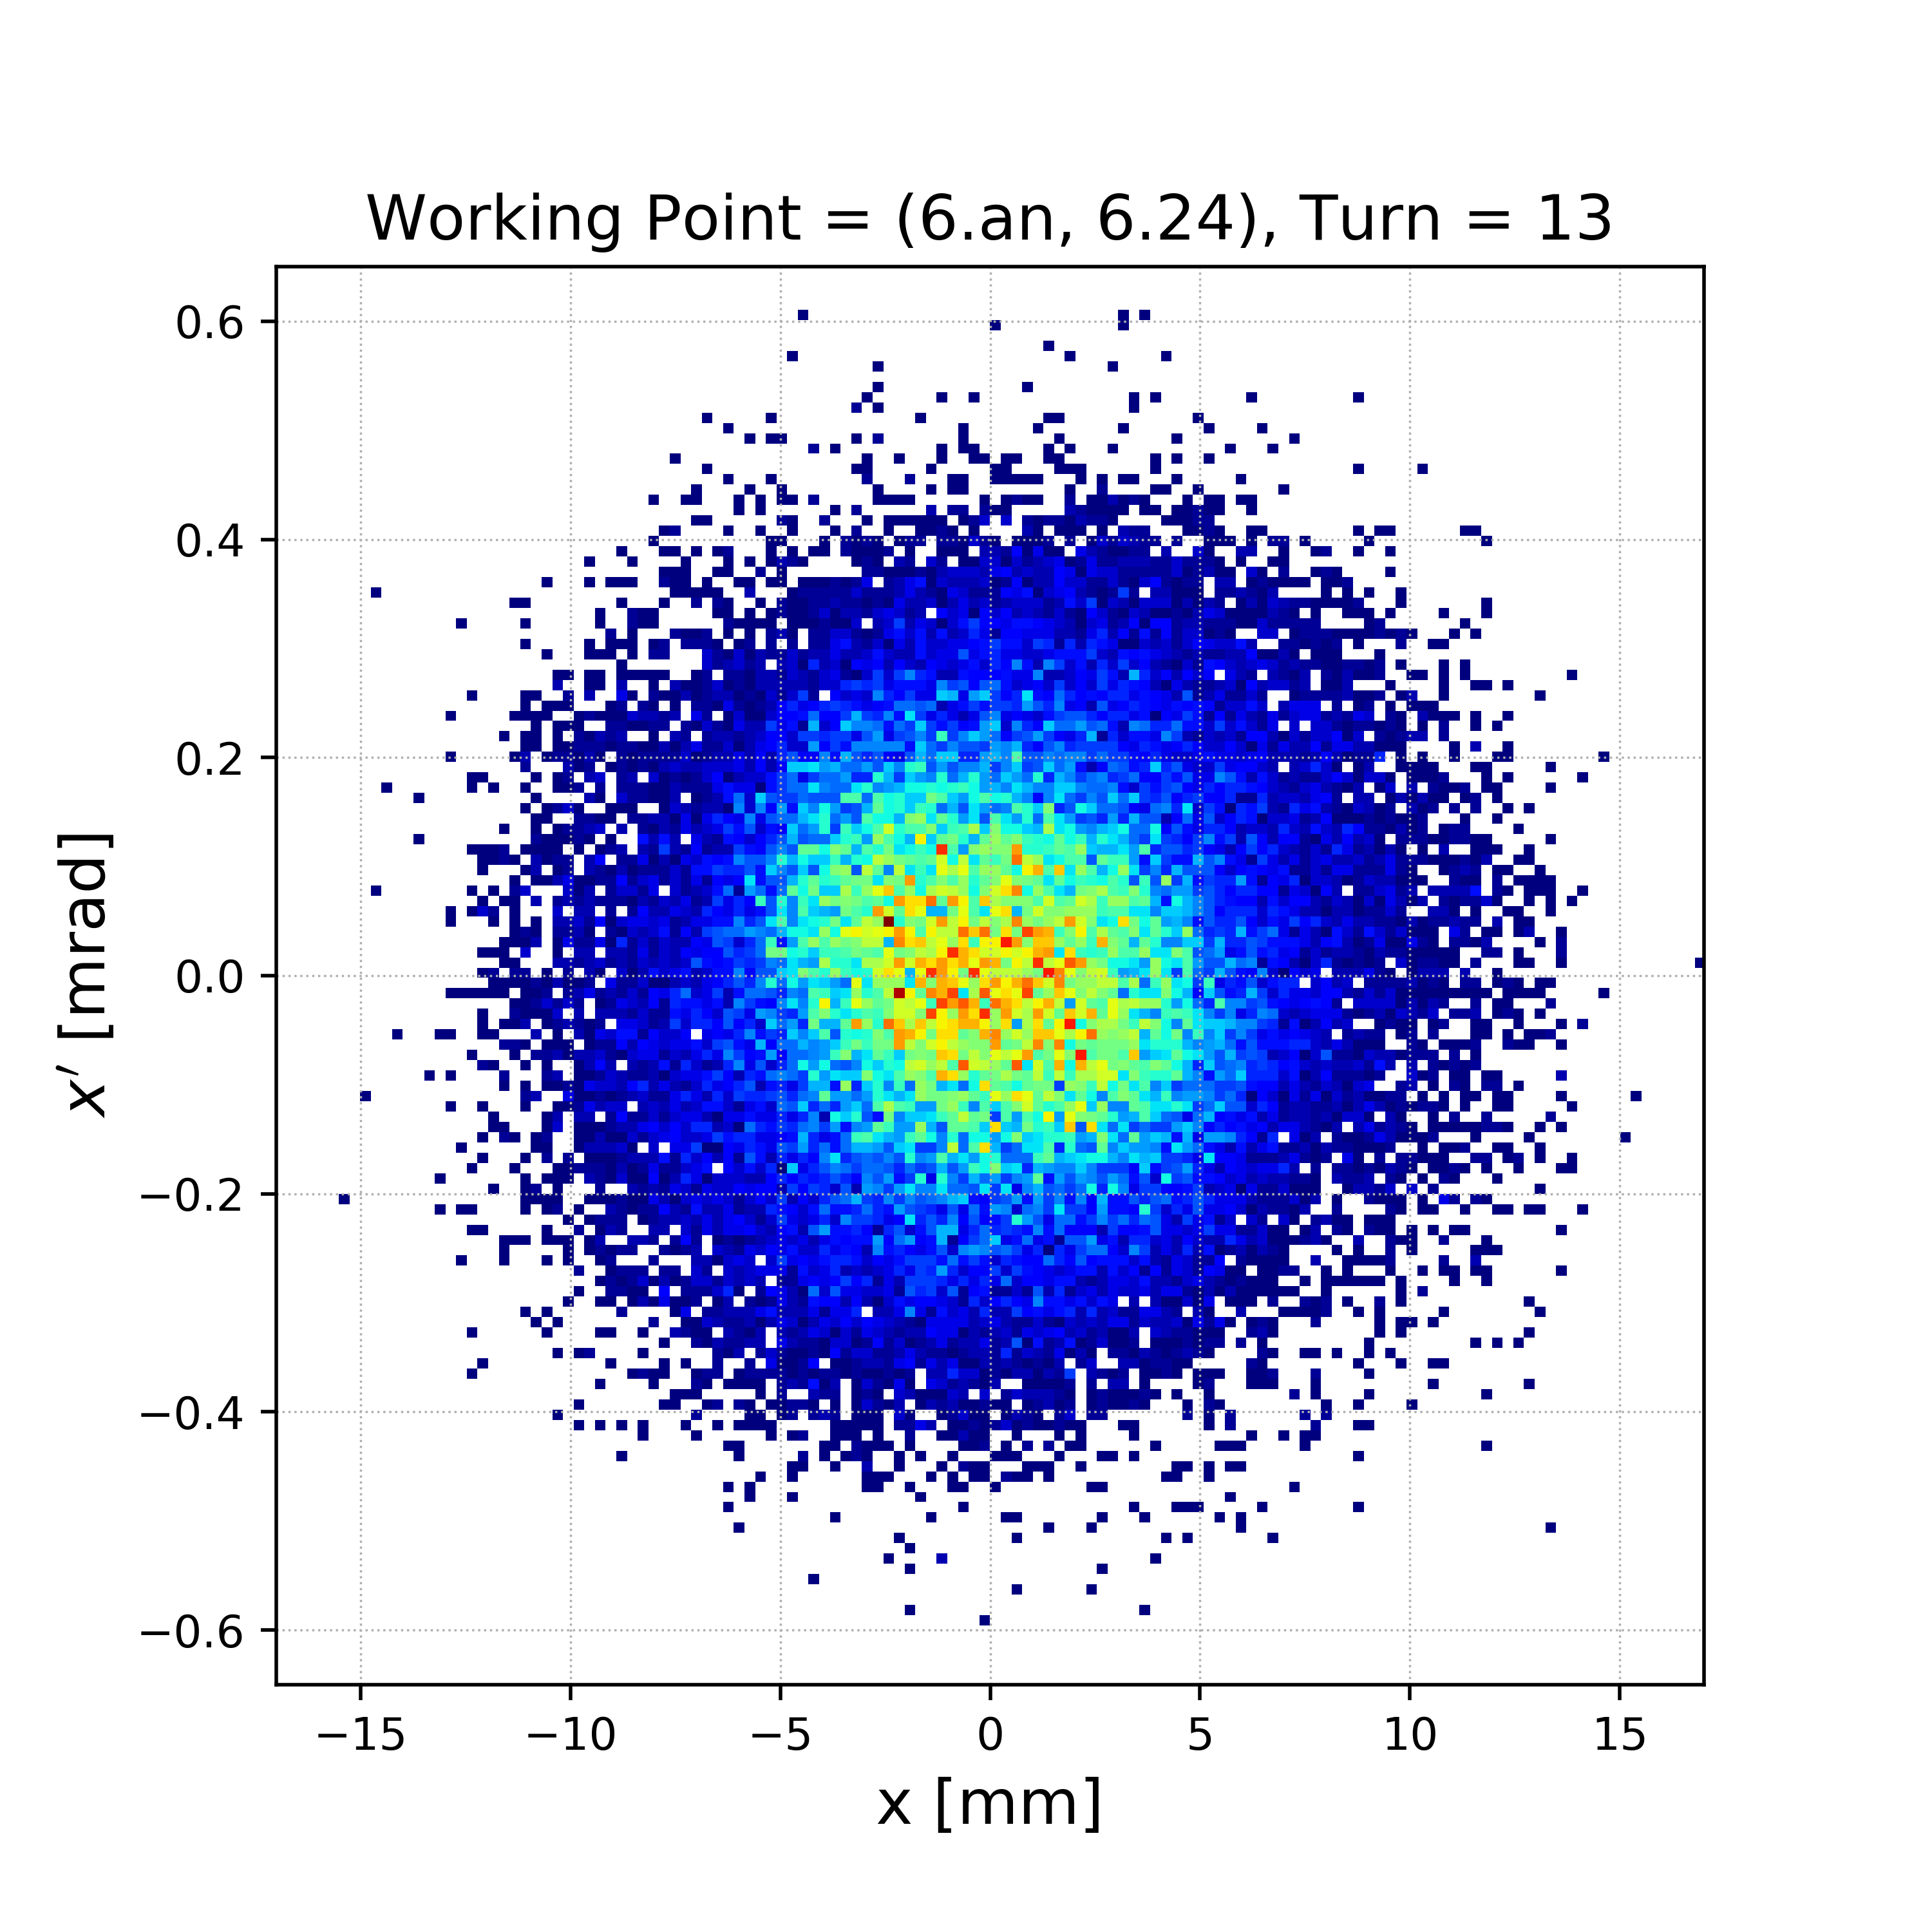 Working Point = (6.an, 6.24), Turn = 13
0.6
0.4
0.2
0.0
−0.2
−0.4
−0.6
x′ [mrad]
−15 −10 −5 0 5 10 15
x [mm]